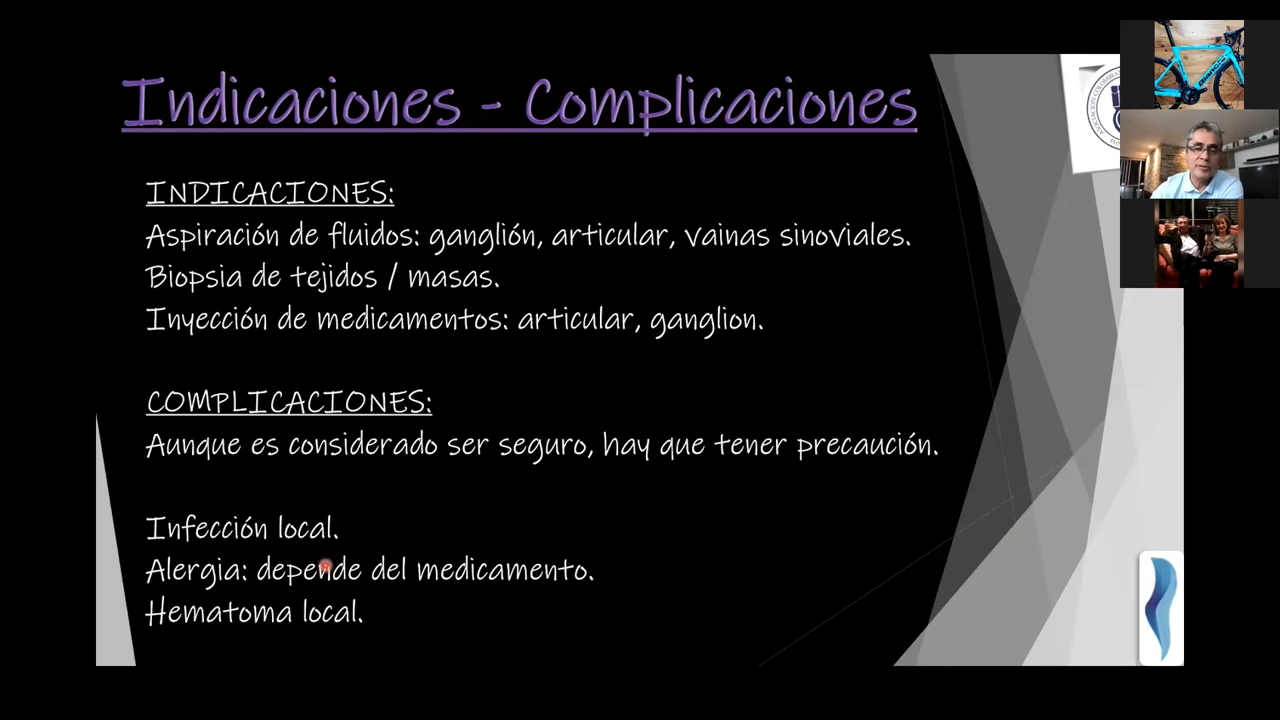 Indicaciones - Complicaciones
INDICACIONES:
Aspiración de fluidos: ganglión, articular, vainas sinoviales.
Biopsia de tejidos / masas.
Inyección de medicamentos: articular, ganglion.
COMPLICACIONES:
Aunque es considerado ser seguro, hay que tener precaución.
Infección local.
Alergia: depende del medicamento.
Hematoma local.